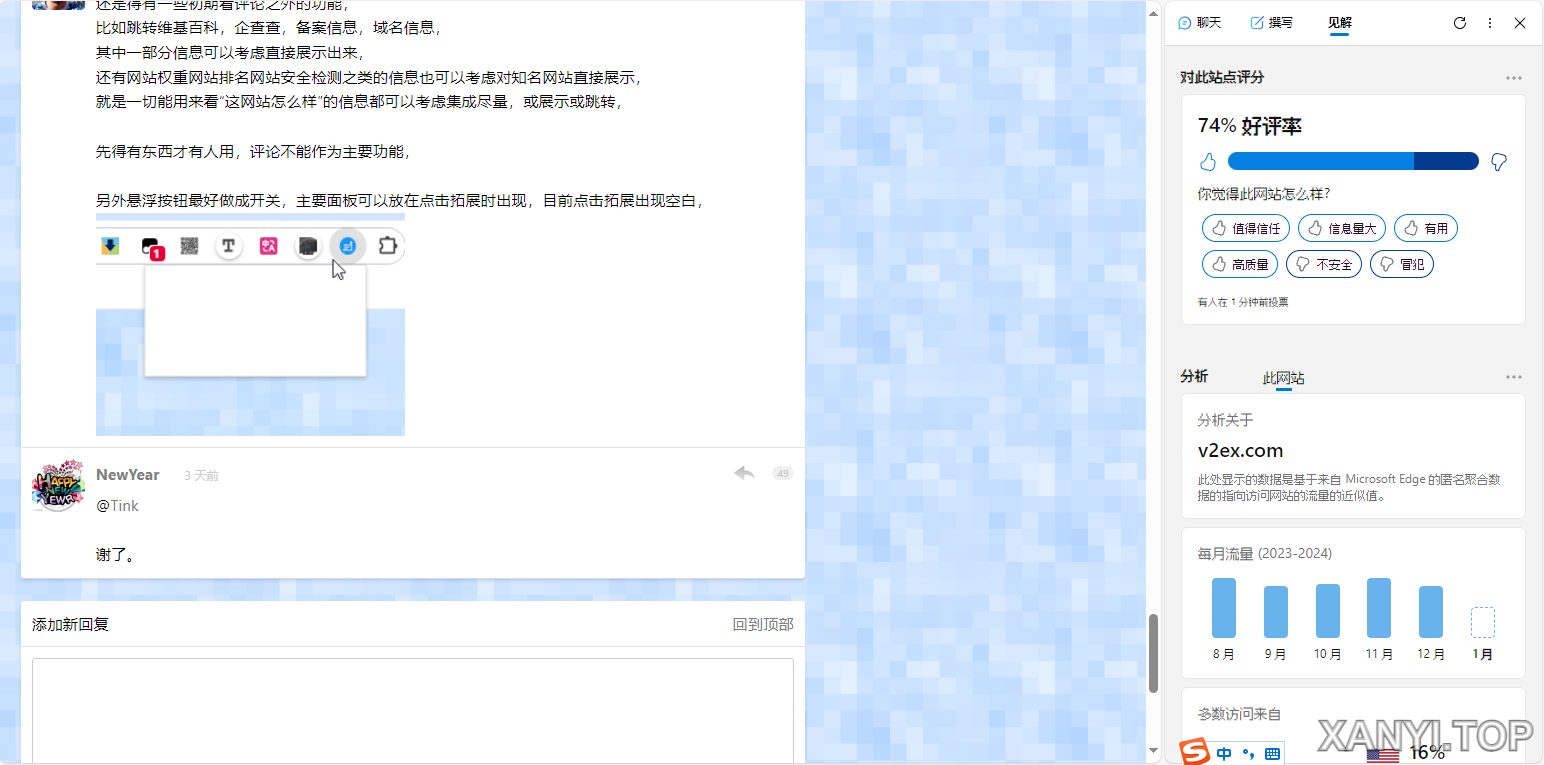 还是得有一些初期看评论之外的功能，
比如跳转维基百科，企查查，备案信息，域名信息，
其中一部分信息可以考虑直接展示出来，
还有网站权重网站排名网站安全检测之类的信息也可以考虑对知名网站直接展示，
就是一切能用来看“这网站怎么样”的信息都可以考虑集成尽量，或展示或跳转，
先得有东西才有人用，评论不能作为主要功能，
另外悬浮按钮最好做成开关，主要面板可以放在点击拓展时出现，目前点击拓展出现空白，
1
T
HAPPY NEW YEAR
NewYear 3 天前 49
@Tink
谢了。
添加新回复 回到顶部
聊天 撰写 见解
对此站点评分
74% 好评率
你觉得此网站怎么样?
值得信任 信息量大 有用
高质量 不安全 冒犯
有人在 1 分钟前投票
分析 此网站
分析关于
v2ex.com
此处显示的数据是基于来自 Microsoft Edge 的匿名聚合数
据的指向访问网站的流量的近似值。
每月流量 (2023-2024)
8 月 9 月 10 月 11 月 12 月 1 月
多数访问来自
XANYI.TOP
S 中
16%